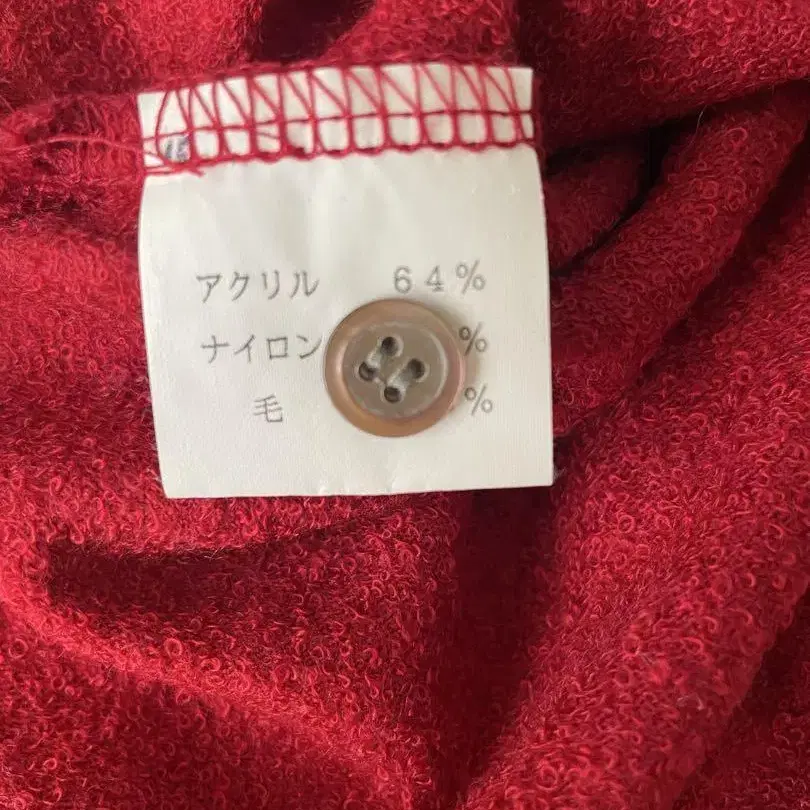 アクリル 64%
ナイロン %
毛 %